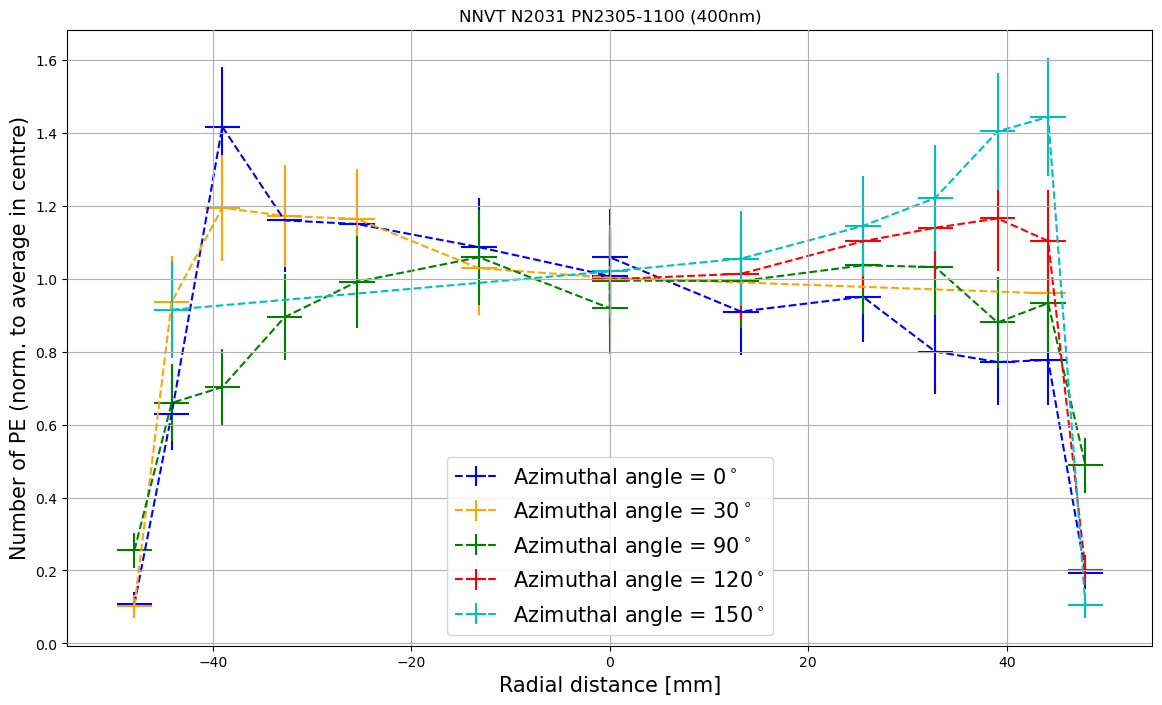 NNVT N2031 PN2305-1100 (400nm)
Number of PE (norm. to average in centre)
1.6
1.4
1.2
1.0
0.8
0.6
0.4
0.2
0.0
Azimuthal angle = 0°
Azimuthal angle = 30°
Azimuthal angle = 90°
Azimuthal angle = 120°
Azimuthal angle = 150°
−40 −20 0 20 40
Radial distance [mm]